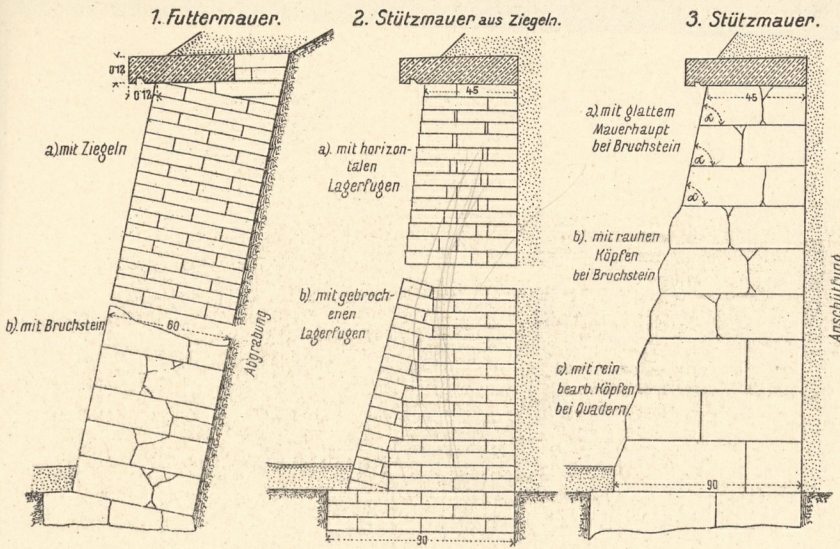 1. Futtermauer.
0.12
0.12
a). mit Ziegeln
b). mit Bruchstein
60
Abgrabung
2. Stützmauer aus Ziegeln.
45
a). mit horizon-
talen
Lagerfugen
b). mit gebroch-
enen
Lagerfugen
90
3. Stützmauer.
45
a). mit glattem
Mauerhaupt
bei Bruchstein
α
α
α
b). mit rauhen
Köpfen
bei Bruchstein
c). mit rein
bearb. Köpfen
bei Quadern
90
Anschüttung